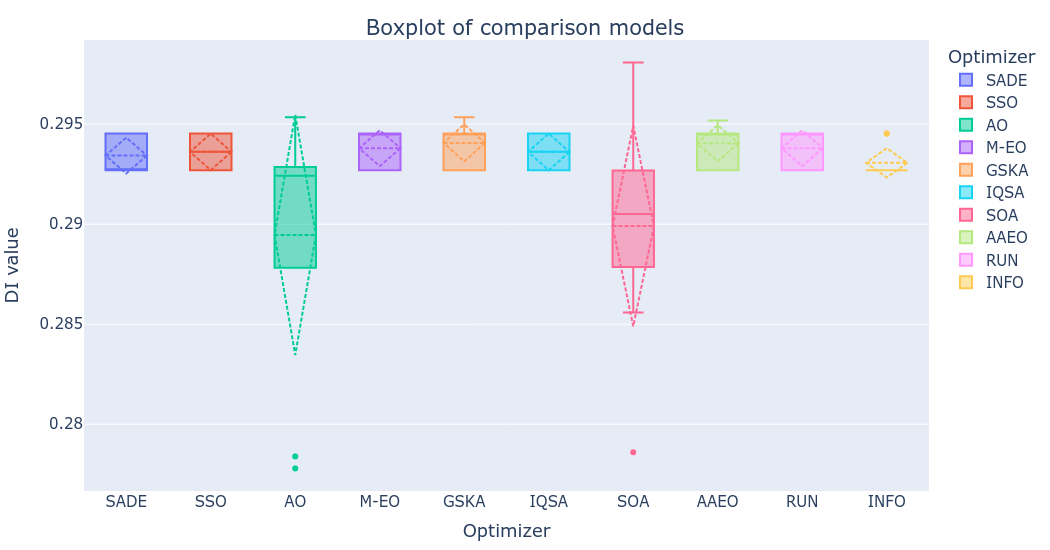 Boxplot of comparison models
Optimizer
SADE
SSO
AO
M-EO
GSKA
IQSA
SOA
AAEO
RUN
INFO
DI value
0.295
0.29
0.285
0.28
SADE SSO AO M-EO GSKA IQSA SOA AAEO RUN INFO
Optimizer